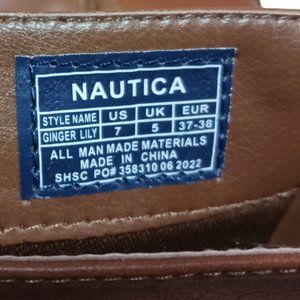 NAUTICA
STYLE NAME US UK EUR
GINGER LILY 7 5 37-38
ALL MAN MADE MATERIALS
MADE IN CHINA
SHSC PO# 358310 06 2022